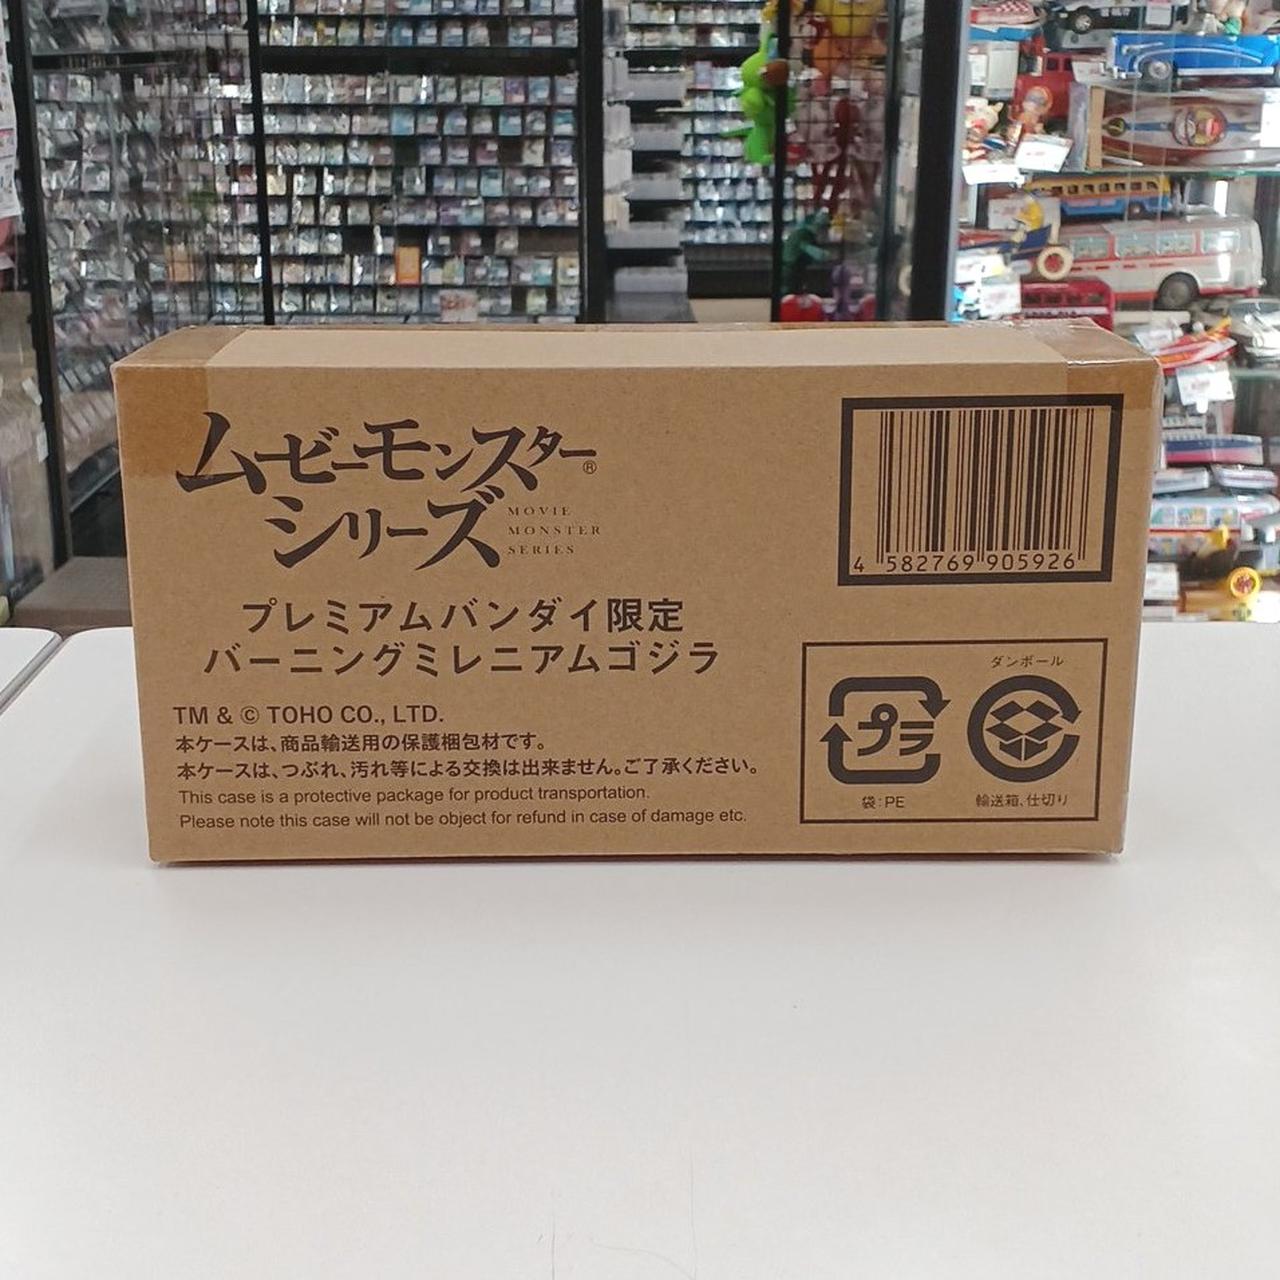 ムゼーモンスター®
シリーズ
MOVIE
MONSTER
SERIES
プレミアムバンダイ限定
バーニングミレニアムゴジラ
TM & © TOHO CO., LTD.
本ケースは、商品輸送用の保護梱包材です。
本ケースは、つぶれ、汚れ等による交換は出来ません。ご了承ください。
This case is a protective package for product transportation.
Please note this case will not be object for refund in case of damage etc.
4 582769 905926
ダンボール
プラ
袋:PE
輸送箱、仕切り